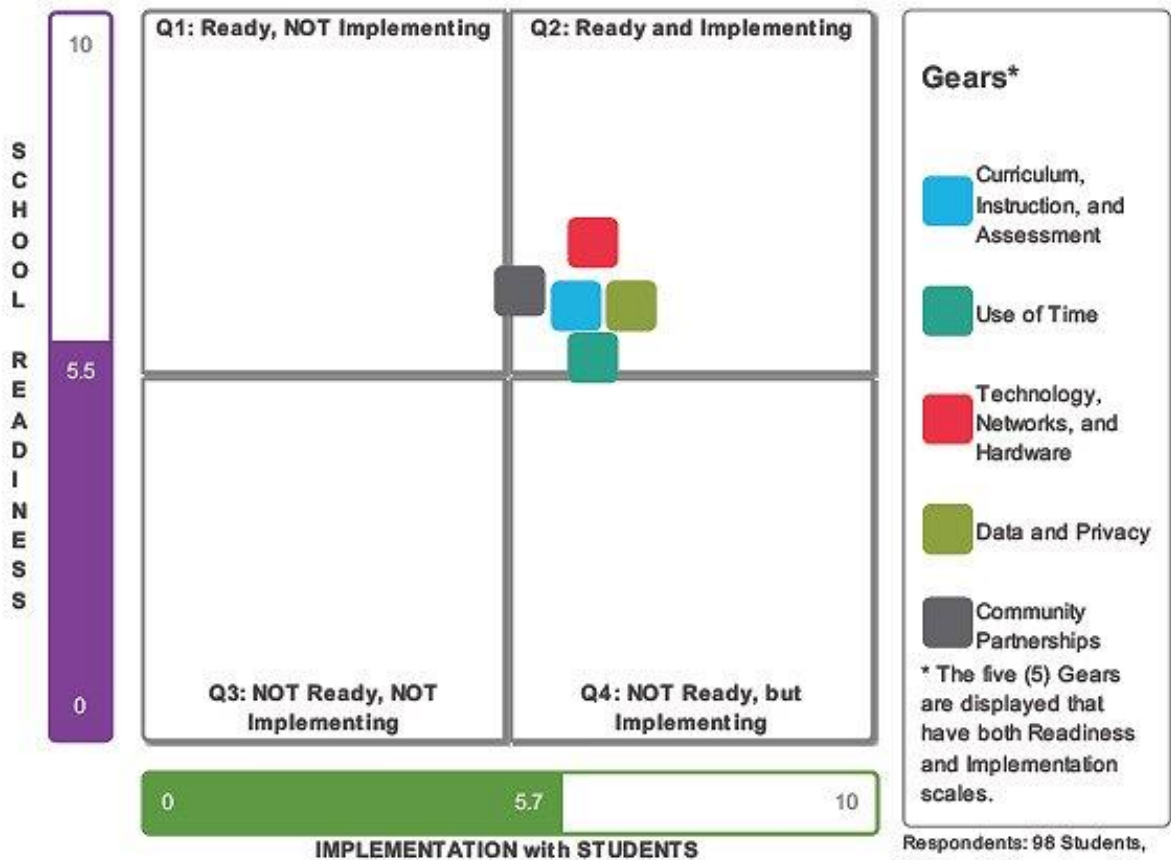 Q1: Ready, NOT Implementing
Q2: Ready and Implementing
10
5.5
0
SCHOOL READINESS
Q3: NOT Ready, NOT
Implementing
Q4: NOT Ready, but
Implementing
0
5.7
10
IMPLEMENTATION with STUDENTS
Gears*
Curriculum,
Instruction, and
Assessment
Use of Time
Technology,
Networks, and
Hardware
Data and Privacy
Community
Partnerships
* The five (5) Gears
are displayed that
have both Readiness
and Implementation
scales.
Respondents: 98 Students,